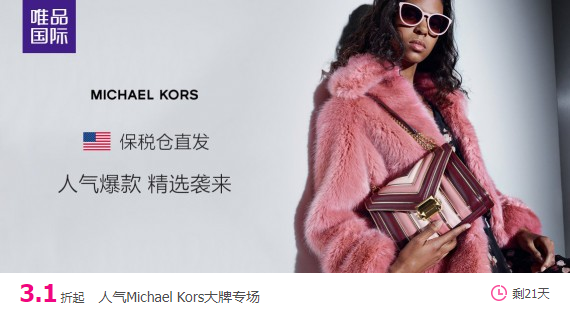 唯品
国际
MICHAEL KORS
保税仓直发
人气爆款 精选袭来
3.1折起 人气Michael Kors大牌专场
剩21天